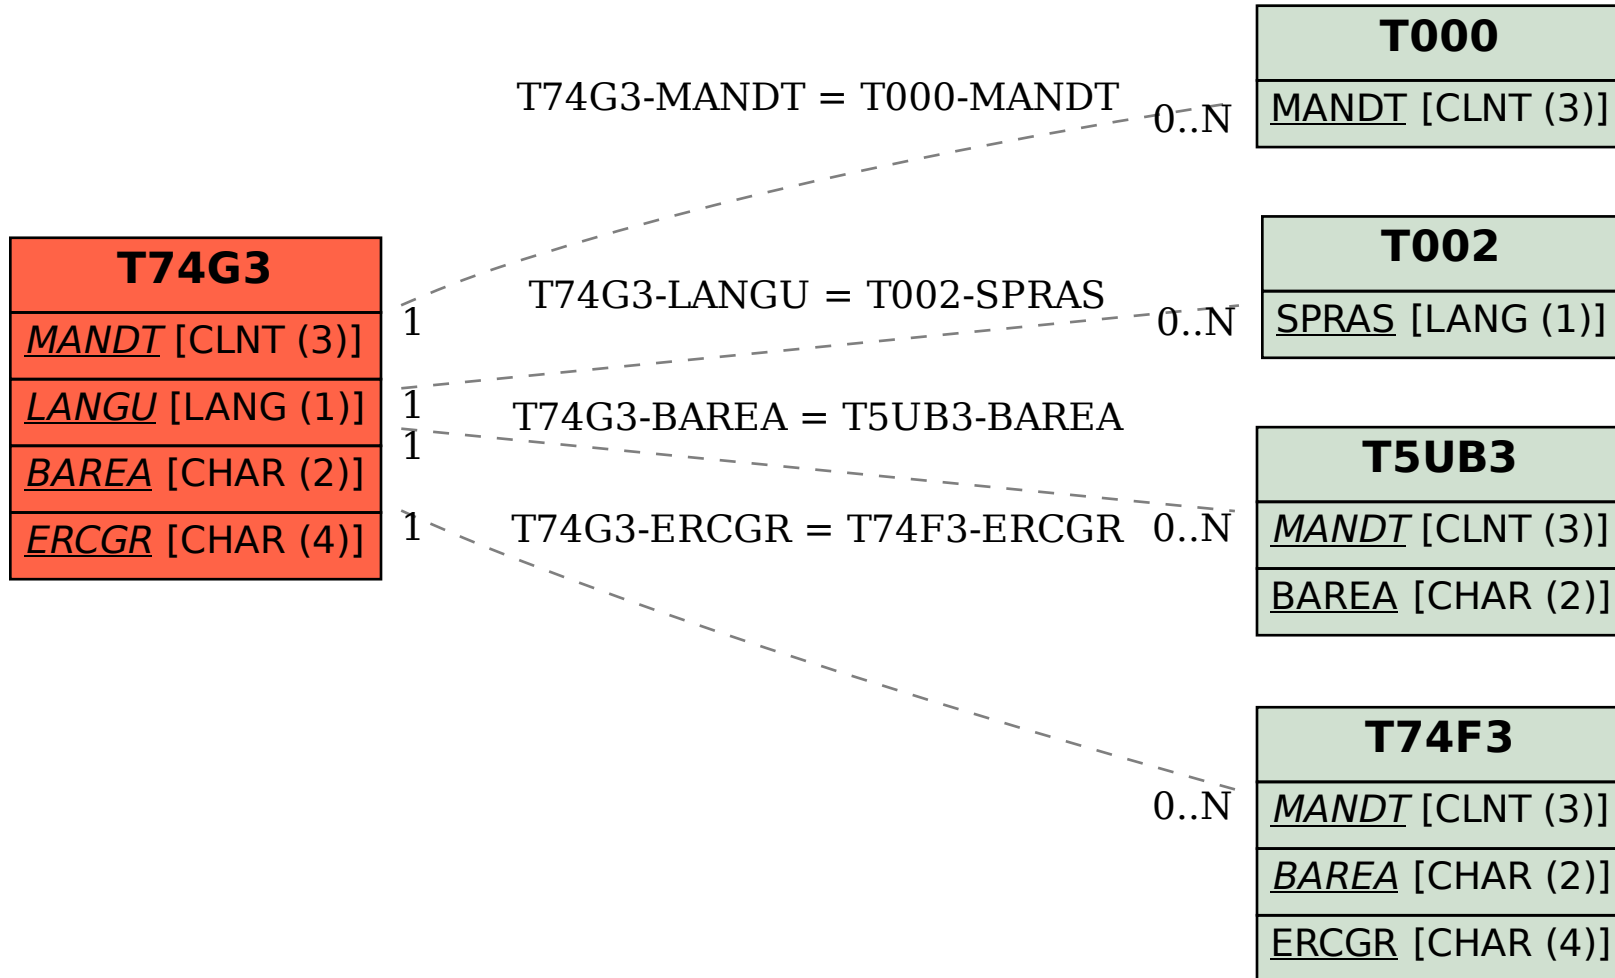 T74G3
MANDT [CLNT (3)]
LANGU [LANG (1)]
BAREA [CHAR (2)]
ERCGR [CHAR (4)]
T74G3-MANDT = T000-MANDT
1
0..N
T74G3-LANGU = T002-SPRAS
1
0..N
T74G3-BAREA = T5UB3-BAREA
1
0..N
T74G3-ERCGR = T74F3-ERCGR
1
0..N
T000
MANDT [CLNT (3)]
T002
SPRAS [LANG (1)]
T5UB3
MANDT [CLNT (3)]
BAREA [CHAR (2)]
T74F3
MANDT [CLNT (3)]
BAREA [CHAR (2)]
ERCGR [CHAR (4)]